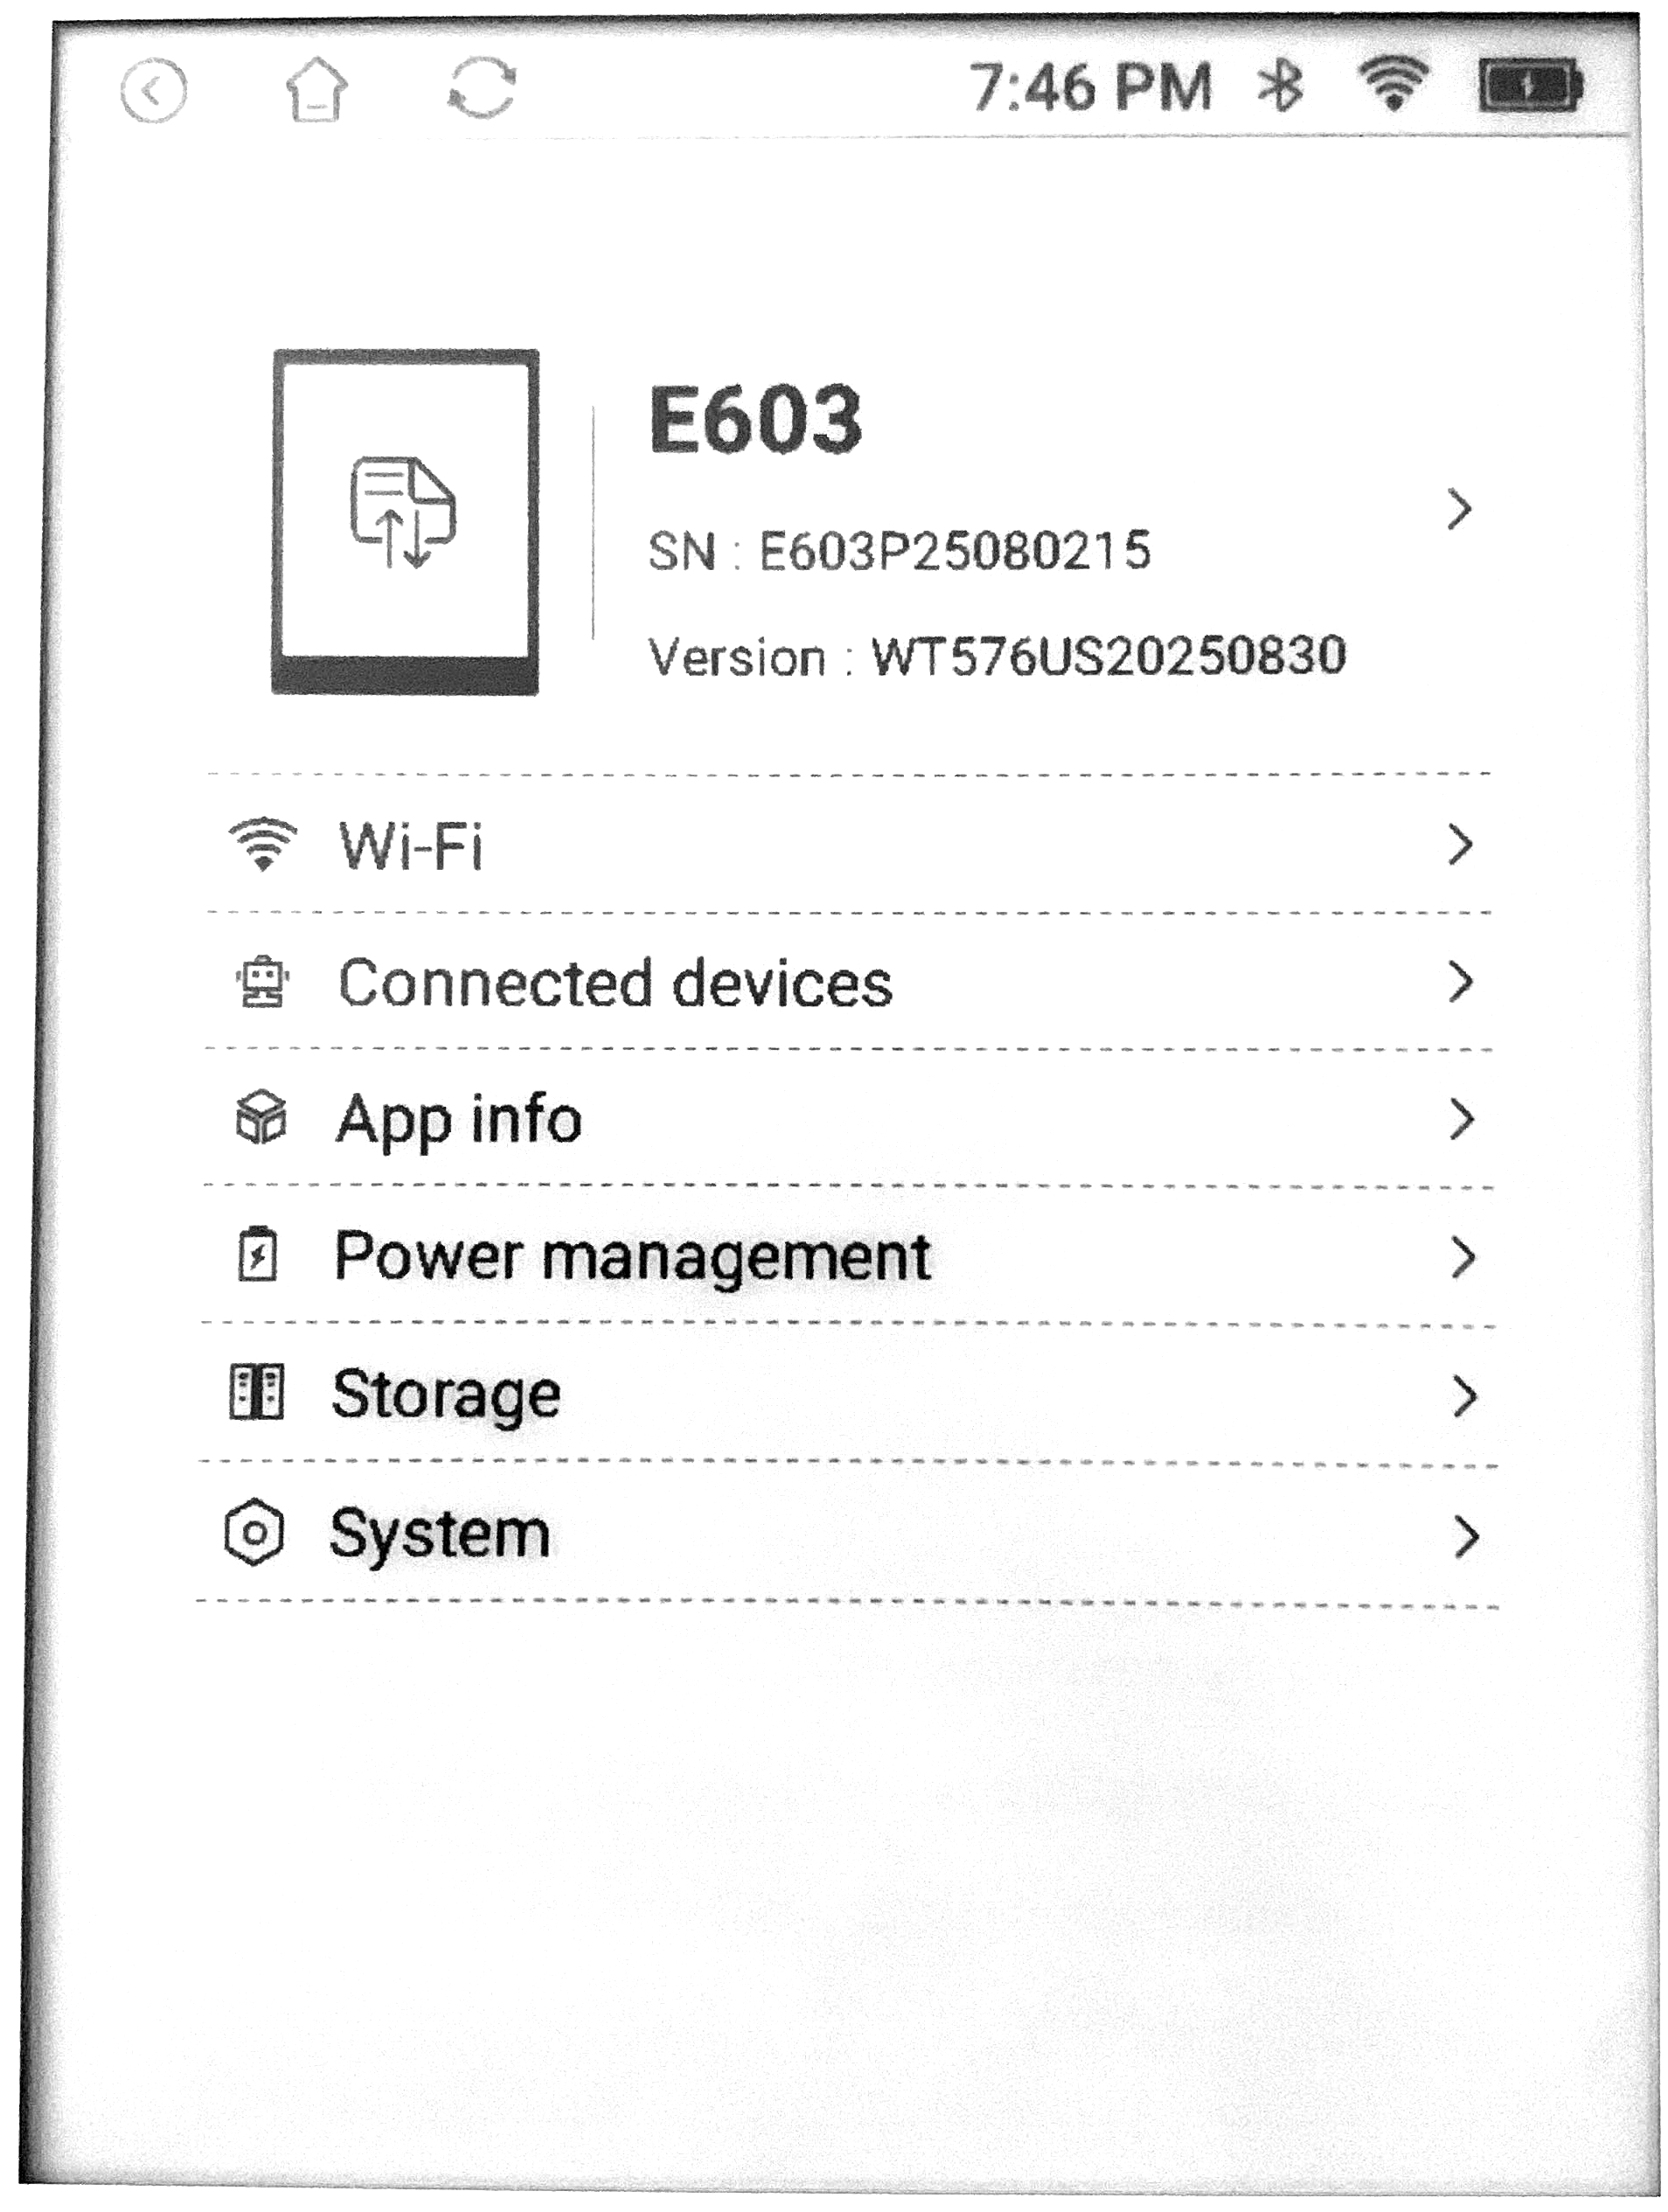 7:46 PM
E603
SN : E603P25080215
Version : WT576US20250830
Wi-Fi
Connected devices
App info
Power management
Storage
System